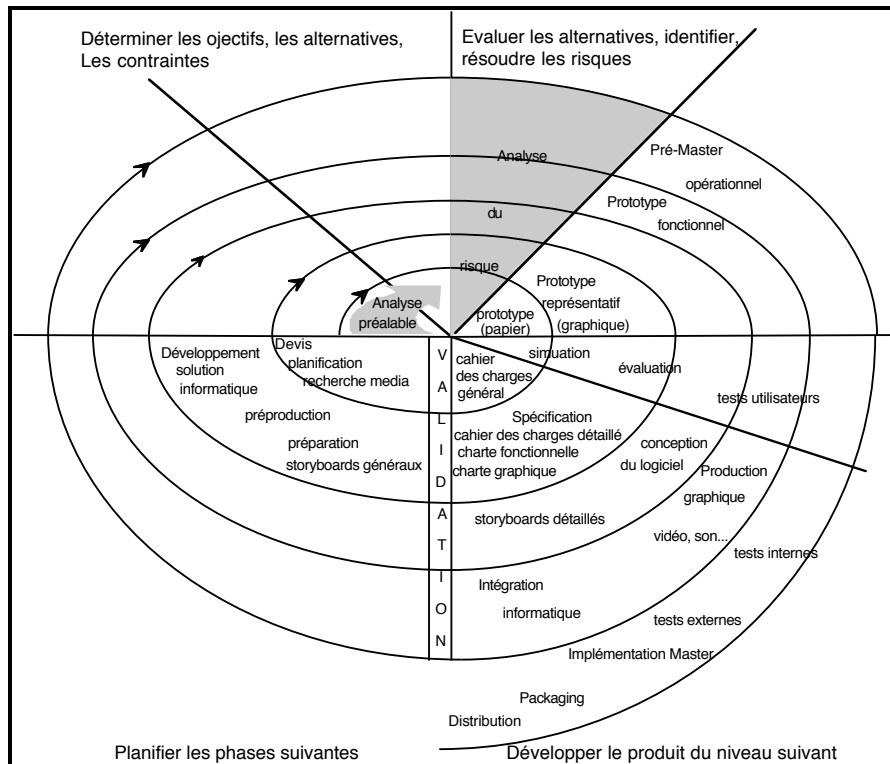 Déterminer les ojectifs, les alternatives,
Les contraintes
Evaluer les alternatives, identifier,
résoudre les risques
Analyse
du
risque
Pré-Master
opérationnel
Prototype
fonctionnel
Prototype
représentatif
(graphique)
prototype
(papier)
Analyse
préalable
simuation
évaluation
tests utilisateurs
Développement
solution
informatique
Devis
planification
recherche media
préproduction
préparation
storyboards généraux
V
A
L
I
D
A
T
I
O
N
cahier
des charges
général
Spécification
cahier des charges détaillé
charte fonctionnelle
charte graphique
conception
du logiciel
Production
graphique
storyboards détaillés
vidéo, son...
tests internes
Intégration
informatique
tests externes
Implémentation Master
Packaging
Distribution
Planifier les phases suivantes
Développer le produit du niveau suivant